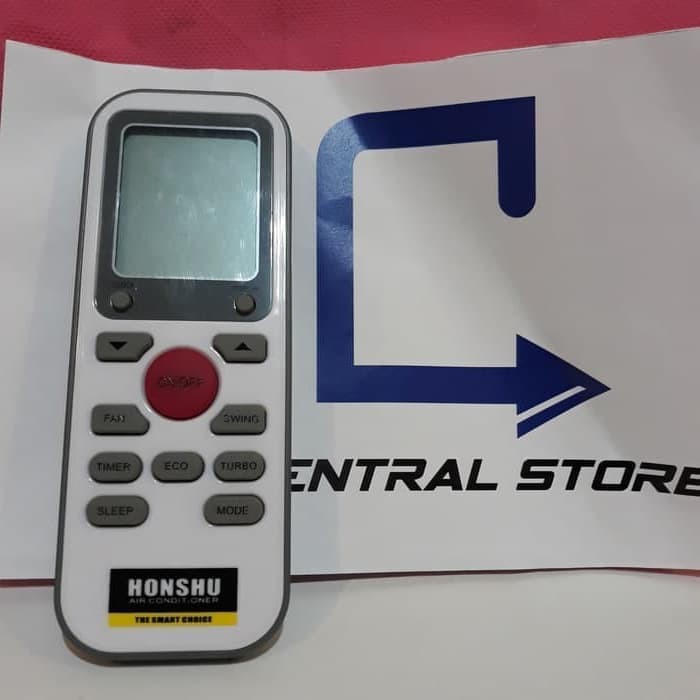 ON/OFF
FAN
SWING
TIMER ECO TURBO
SLEEP
MODE
HONSHU
AIR CONDITIONER
THE SMART CHOICE
ENTRAL STORE